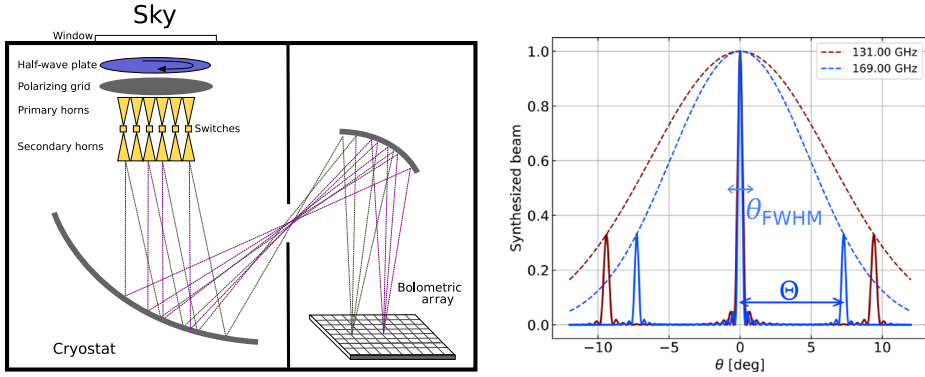 Sky
Window
Half-wave plate
Polarizing grid
Primary horns
Switches
Secondary horns
Bolometric
array
Cryostat
131.00 GHz
169.00 GHz
Synthesized beam
1.0
0.8
0.6
0.4
0.2
0.0
θFWHM
Θ
−10
−5
0
5
10
θ [deg]